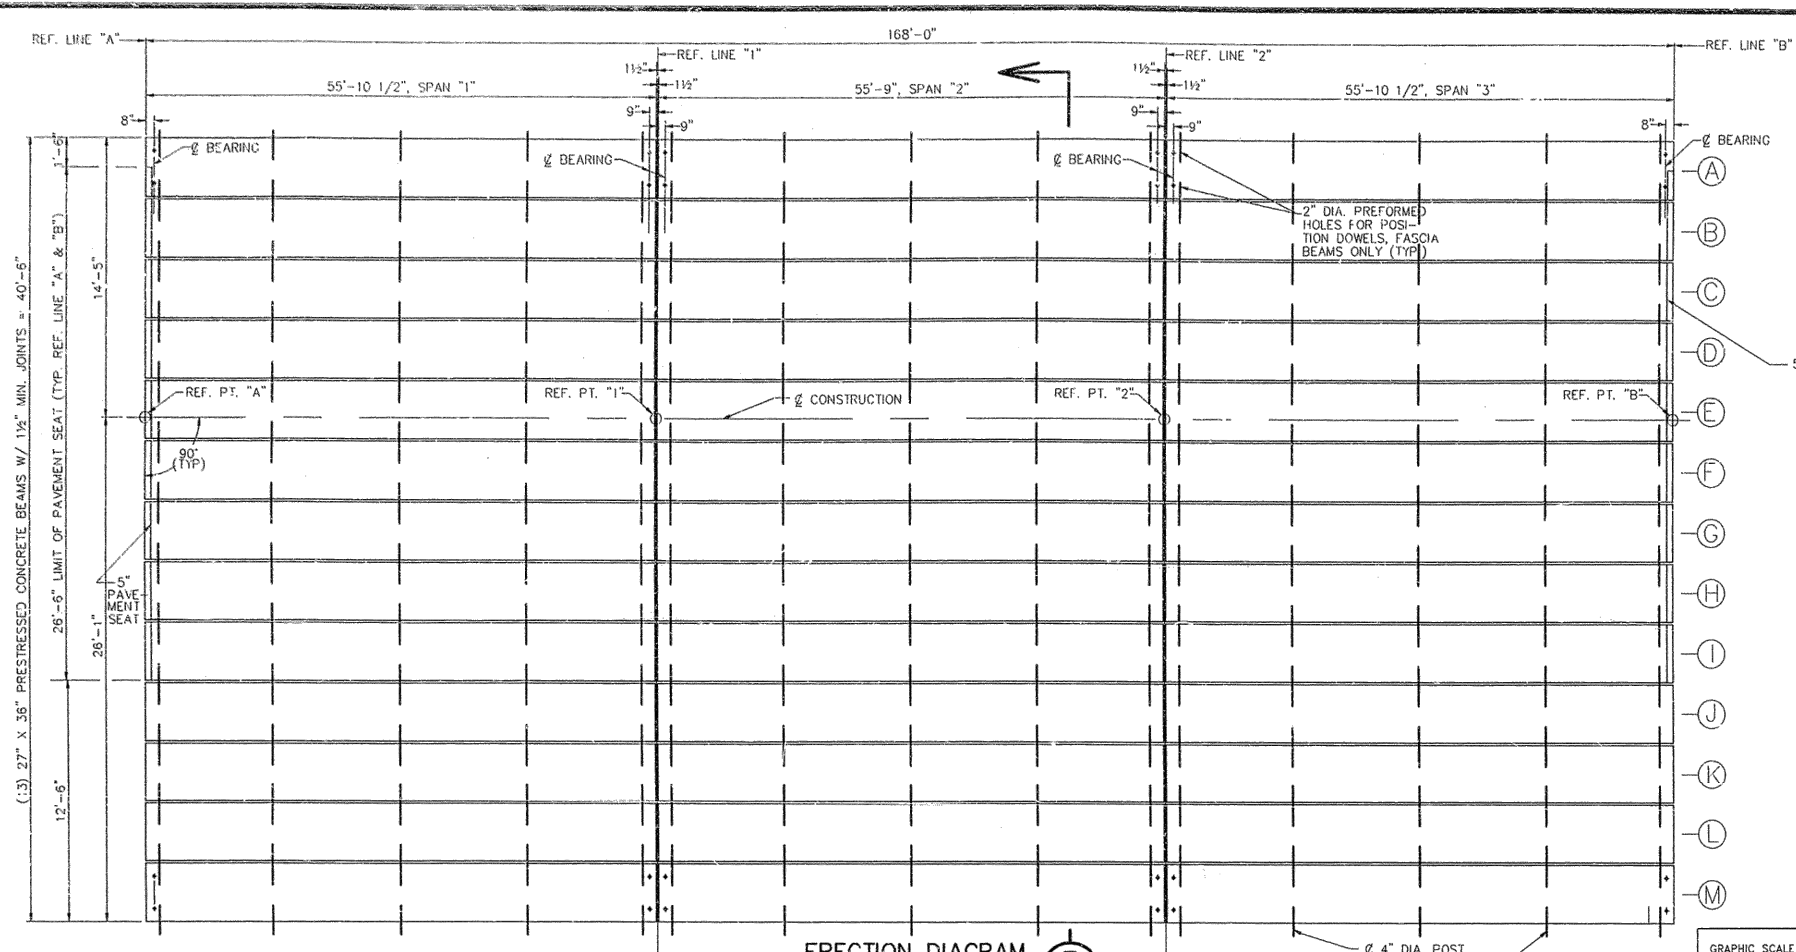 REF. LINE "A"
168'-0"
REF. LINE "B"
REF. LINE "1"
REF. LINE "2"
1½"
1½"
1½"
1½"
55'-10 1/2", SPAN "1"
55'-9", SPAN "2"
55'-10 1/2", SPAN "3"
8"
9"
9"
9"
9"
8"
℄ BEARING
℄ BEARING
℄ BEARING
℄ BEARING
1'-6"
14'-5"
(13) 27" X 36" PRESTRESSED CONCRETE BEAMS W/ 1½" MIN. JOINTS = 40'-6"
26'-6" LIMIT OF PAVEMENT SEAT (TYP. REF. LINE "A" & "B")
26'-1"
12'-6"
2" DIA. PREFORMED
HOLES FOR POSI-
TION DOWELS, FASCIA
BEAMS ONLY (TYP.)
REF. PT. "A"
REF. PT. "1"
℄ CONSTRUCTION
REF. PT. "2"
REF. PT. "B"
90°
(TYP)
5"
PAVE-
MENT
SEAT
A
B
C
D
5
E
F
G
H
I
J
K
L
M
ERECTION DIAGRAM
℄ 4" DIA. POST
GRAPHIC SCALE